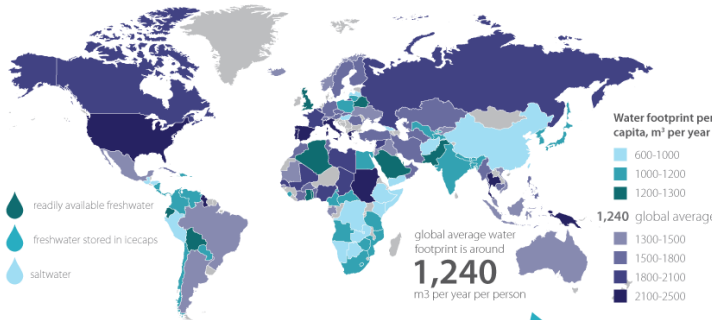 Water footprint per
capita, m³ per year
600-1000
1000-1200
1200-1300
1,240 global average
1300-1500
1500-1800
1800-2100
2100-2500
readily available freshwater
freshwater stored in icecaps
saltwater
global average water
footprint is around
1,240
m3 per year per person